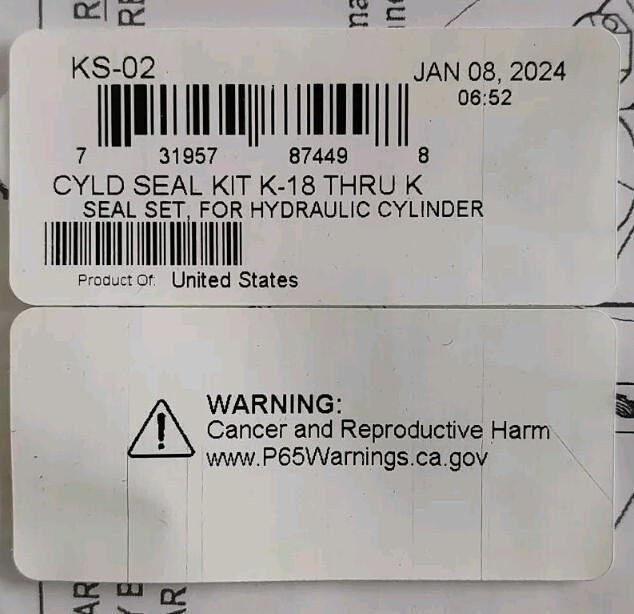 KS-02
JAN 08, 2024
06:52
7 31957 87449 8
CYLD SEAL KIT K-18 THRU K
SEAL SET, FOR HYDRAULIC CYLINDER
Product Of: United States
WARNING:
Cancer and Reproductive Harm
www.P65Warnings.ca.gov